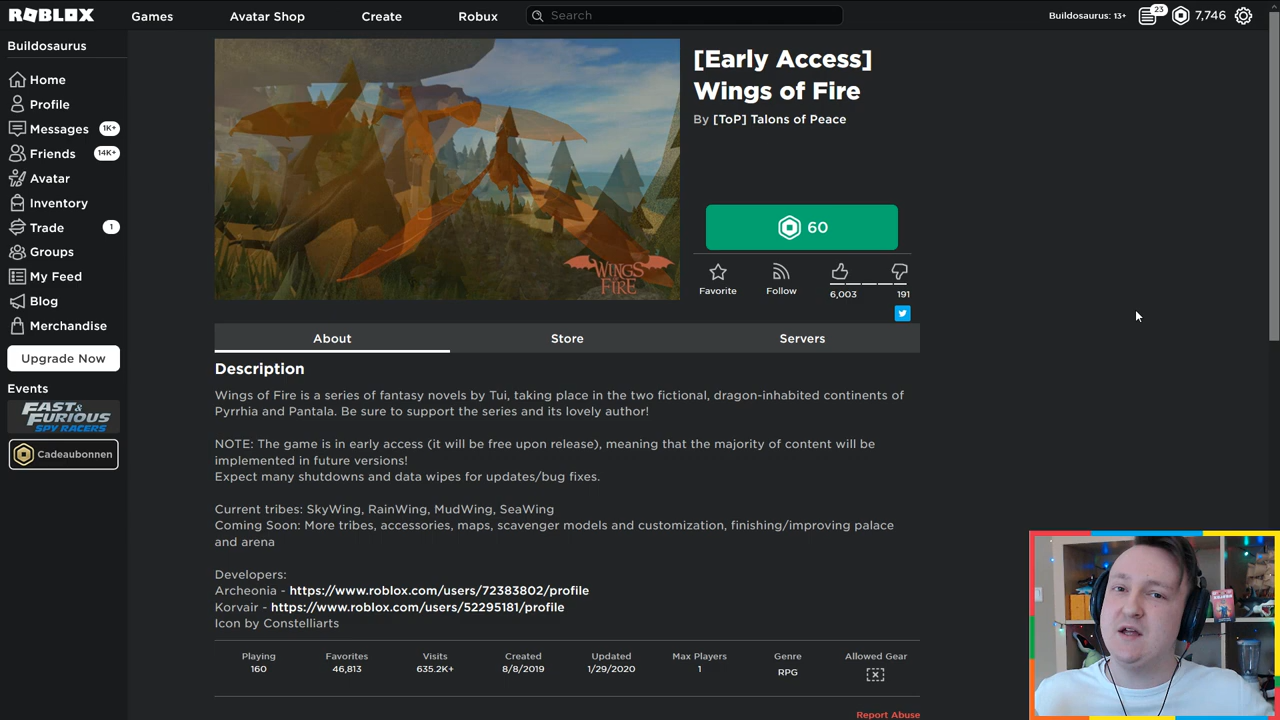 ROBLOX
Games
Avatar Shop
Create
Robux
Search
Buildosaurus: 13+
23
7,746
Buildosaurus
Home
Profile
Messages 1K+
Friends 14K+
Avatar
Inventory
Trade 1
Groups
My Feed
Blog
Merchandise
Upgrade Now
Events
FAST & FURIOUS
SPY RACERS
Cadeaubonnen
WINGS
OF
FIRE
[Early Access]
Wings of Fire
By [ToP] Talons of Peace
60
Favorite
Follow
6,003
191
About
Store
Servers
Description
Wings of Fire is a series of fantasy novels by Tui, taking place in the two fictional, dragon-inhabited continents of
Pyrrhia and Pantala. Be sure to support the series and its lovely author!
NOTE: The game is in early access (it will be free upon release), meaning that the majority of content will be
implemented in future versions!
Expect many shutdowns and data wipes for updates/bug fixes.
Current tribes: SkyWing, RainWing, MudWing, SeaWing
Coming Soon: More tribes, accessories, maps, scavenger models and customization, finishing/improving palace
and arena
Developers:
Archeonia - https://www.roblox.com/users/72383802/profile
Korvair - https://www.roblox.com/users/52295181/profile
Icon by Constelliarts
Playing
160
Favorites
46,813
Visits
635.2K+
Created
8/8/2019
Updated
1/29/2020
Max Players
1
Genre
RPG
Allowed Gear
Report Abuse